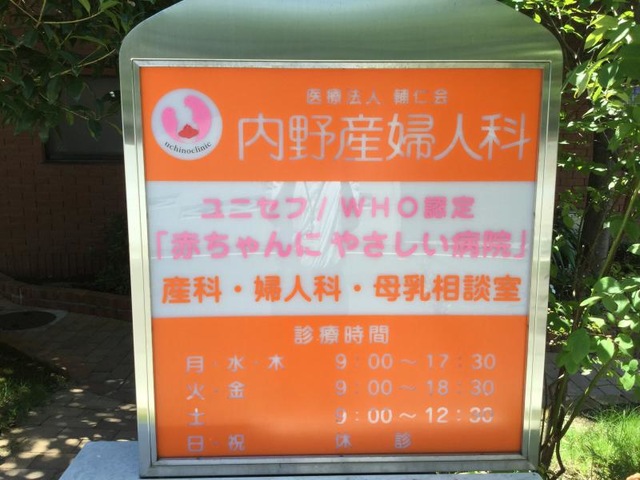 医療法人 輔仁会
内野産婦人科
uchinoclinic
ユニセフ/WHO認定
「赤ちゃんに やさしい病院」
産科・婦人科・母乳相談室
診療時間
月・水・木 9:00～17:30
火・金 9:00～18:30
土 9:00～12:30
日・祝 休 診